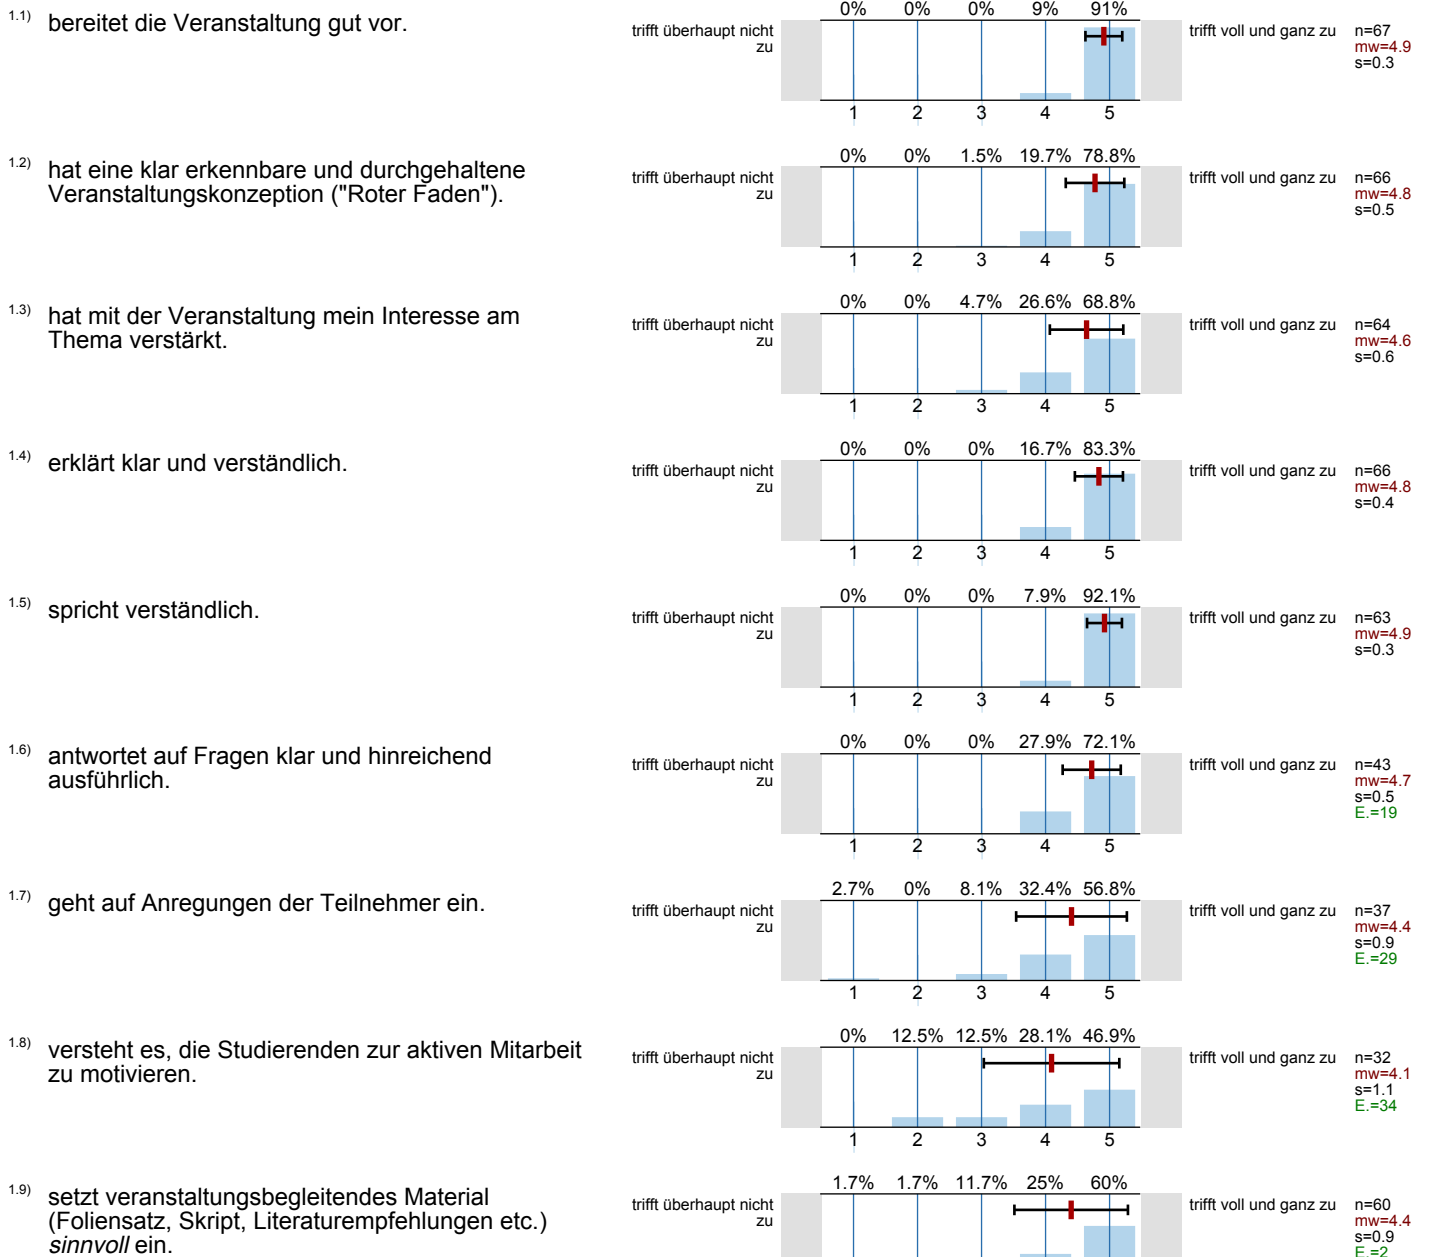 1.1) bereitet die Veranstaltung gut vor.
trifft überhaupt nicht
zu
0% 0% 0% 9% 91%
1 2 3 4 5
trifft voll und ganz zu
n=67
mw=4.9
s=0.3
1.2) hat eine klar erkennbare und durchgehaltene
Veranstaltungskonzeption ("Roter Faden").
trifft überhaupt nicht
zu
0% 0% 1.5% 19.7% 78.8%
1 2 3 4 5
trifft voll und ganz zu
n=66
mw=4.8
s=0.5
1.3) hat mit der Veranstaltung mein Interesse am
Thema verstärkt.
trifft überhaupt nicht
zu
0% 0% 4.7% 26.6% 68.8%
1 2 3 4 5
trifft voll und ganz zu
n=64
mw=4.6
s=0.6
1.4) erklärt klar und verständlich.
trifft überhaupt nicht
zu
0% 0% 0% 16.7% 83.3%
1 2 3 4 5
trifft voll und ganz zu
n=66
mw=4.8
s=0.4
1.5) spricht verständlich.
trifft überhaupt nicht
zu
0% 0% 0% 7.9% 92.1%
1 2 3 4 5
trifft voll und ganz zu
n=63
mw=4.9
s=0.3
1.6) antwortet auf Fragen klar und hinreichend
ausführlich.
trifft überhaupt nicht
zu
0% 0% 0% 27.9% 72.1%
1 2 3 4 5
trifft voll und ganz zu
n=43
mw=4.7
s=0.5
E.=19
1.7) geht auf Anregungen der Teilnehmer ein.
trifft überhaupt nicht
zu
2.7% 0% 8.1% 32.4% 56.8%
1 2 3 4 5
trifft voll und ganz zu
n=37
mw=4.4
s=0.9
E.=29
1.8) versteht es, die Studierenden zur aktiven Mitarbeit
zu motivieren.
trifft überhaupt nicht
zu
0% 12.5% 12.5% 28.1% 46.9%
1 2 3 4 5
trifft voll und ganz zu
n=32
mw=4.1
s=1.1
E.=34
1.9) setzt veranstaltungsbegleitendes Material
(Foliensatz, Skript, Literaturempfehlungen etc.)
sinnvoll ein.
trifft überhaupt nicht
zu
1.7% 1.7% 11.7% 25% 60%
trifft voll und ganz zu
n=60
mw=4.4
s=0.9
E.=2